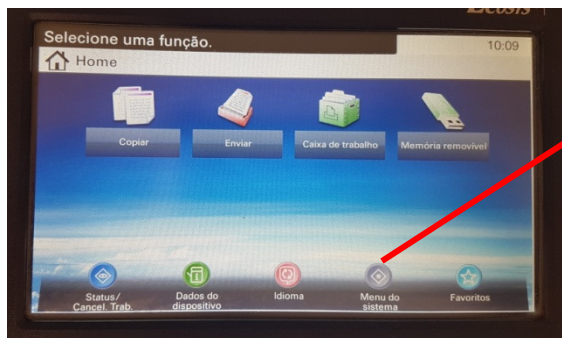 ECOSYS
Selecione uma função.
10:09
Home
Copiar
Enviar
Caixa de trabalho
Memória removível
Status/
Cancel. Trab.
Dados do
dispositivo
Idioma
Menu do
sistema
Favoritos